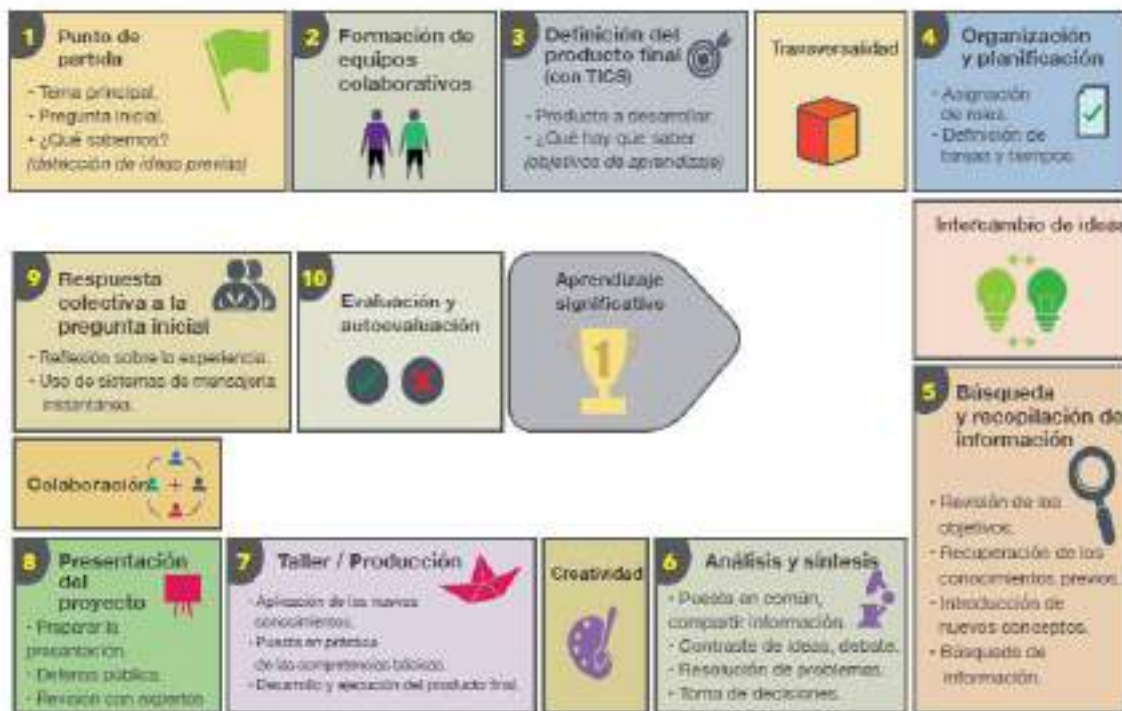 1
Punto de
partida
- Tema principal.
- Pregunta inicial.
- ¿Qué sabemos?
(detección de ideas previas)
2
Formación de
equipos
colaborativos
3
Definición del
producto final
(con TICS)
- Producto a desarrollar.
- ¿Qué hay que saber
(objetivos de aprendizaje)
Transversalidad
4
Organización
y planificación
- Asignación
de roles.
- Definición de
tareas y tiempos.
Intercambio de ideas
5
Búsqueda
y recopilación de
información
- Revisión de los
objetivos.
- Recuperación de los
conocimientos previos.
- Introducción de
nuevos conceptos.
- Búsqueda de
información.
6
Análisis y síntesis
- Puesta en común,
compartir información.
- Contraste de ideas, debate.
- Resolución de problemas.
- Toma de decisiones.
Creatividad
7
Taller / Producción
- Aplicación de los nuevos
conocimientos.
- Puesta en práctica
de las competencias básicas.
- Desarrollo y ejecución del producto final.
8
Presentación
del
proyecto
- Preparar la
presentación.
- Defensa pública.
- Revisión con expertos
Colaboración
9
Respuesta
colectiva a la
pregunta inicial
- Reflexión sobre la experiencia.
- Uso de sistemas de mensajería
instantánea.
10
Evaluación y
autoevaluación
Aprendizaje
significativo
1